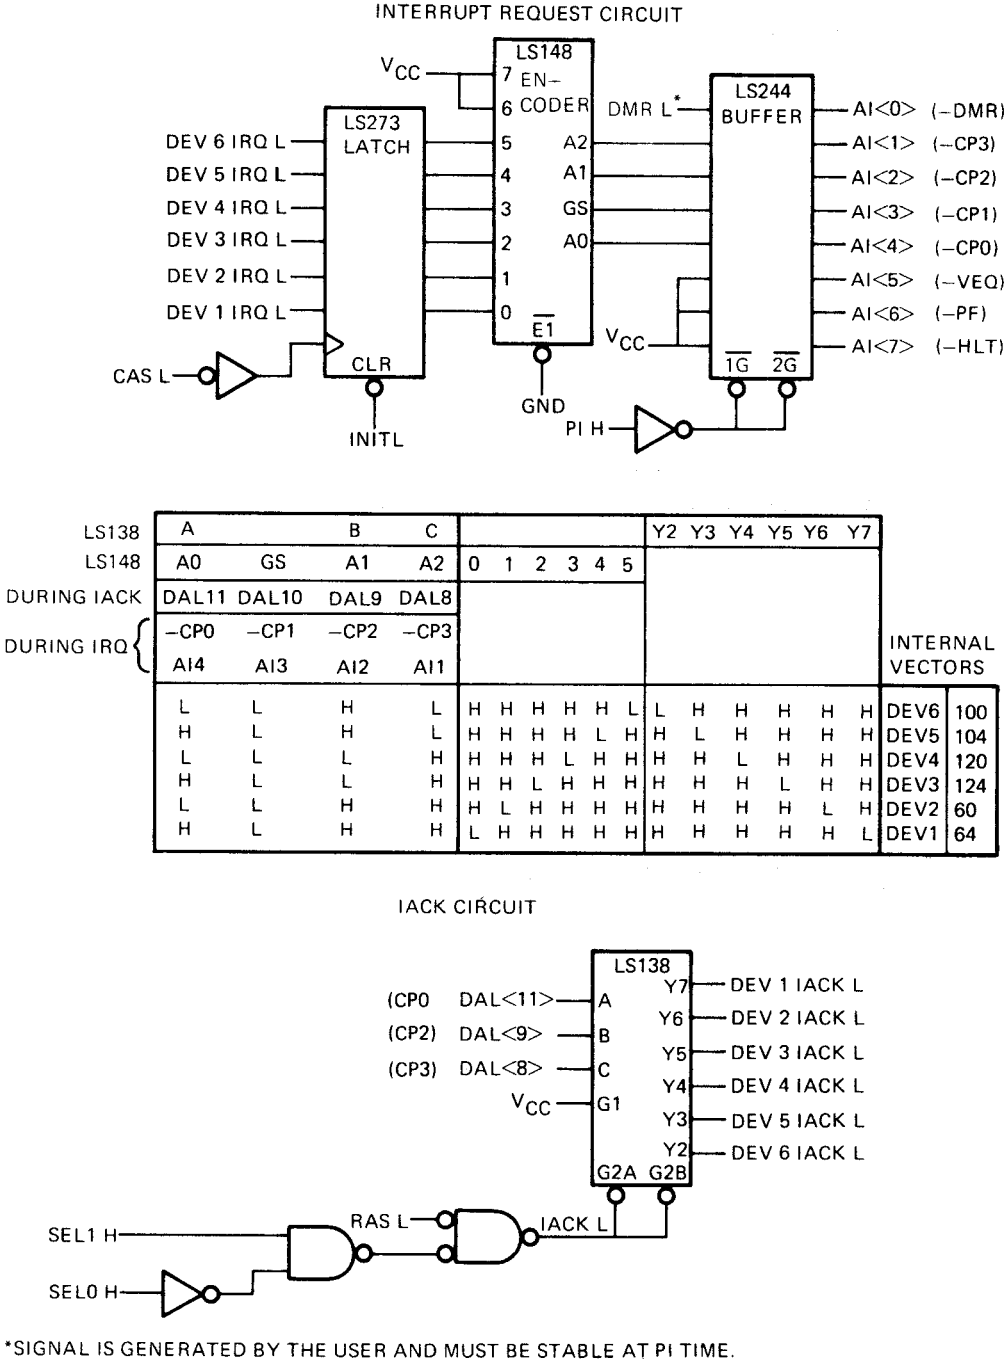 INTERRUPT REQUEST CIRCUIT
LS148
EN-
CODER
VCC
7
6
5
4
3
2
1
0
A2
A1
GS
A0
E1
GND
LS273
LATCH
DEV 6 IRQ L
DEV 5 IRQ L
DEV 4 IRQ L
DEV 3 IRQ L
DEV 2 IRQ L
DEV 1 IRQ L
CAS L
CLR
INITL
LS244
BUFFER
DMR L*
VCC
1G 2G
PI H
AI<0> (-DMR)
AI<1> (-CP3)
AI<2> (-CP2)
AI<3> (-CP1)
AI<4> (-CP0)
AI<5> (-VEQ)
AI<6> (-PF)
AI<7> (-HLT)
LS138 A B C Y2 Y3 Y4 Y5 Y6 Y7
LS148 A0 GS A1 A2 0 1 2 3 4 5
DURING IACK DAL11 DAL10 DAL9 DAL8
DURING IRQ { -CP0 -CP1 -CP2 -CP3
AI4 AI3 AI2 AI1
INTERNAL
VECTORS
L L H L H H H H H L L H H H H H DEV6 100
H L H L H H H H L H H L H H H H DEV5 104
L L L H H H H L H H H H L H H H DEV4 120
H L L H H H L H H H H H H L H H DEV3 124
L L H H H L H H H H H H H H L H DEV2 60
H L H H L H H H H H H H H H H L DEV1 64
IACK CIRCUIT
LS138
(CP0 DAL<11> A
(CP2) DAL<9> B
(CP3) DAL<8> C
VCC G1
Y7 DEV 1 IACK L
Y6 DEV 2 IACK L
Y5 DEV 3 IACK L
Y4 DEV 4 IACK L
Y3 DEV 5 IACK L
Y2 DEV 6 IACK L
G2A G2B
RAS L
IACK L
SEL1 H
SEL0 H
*SIGNAL IS GENERATED BY THE USER AND MUST BE STABLE AT PI TIME.